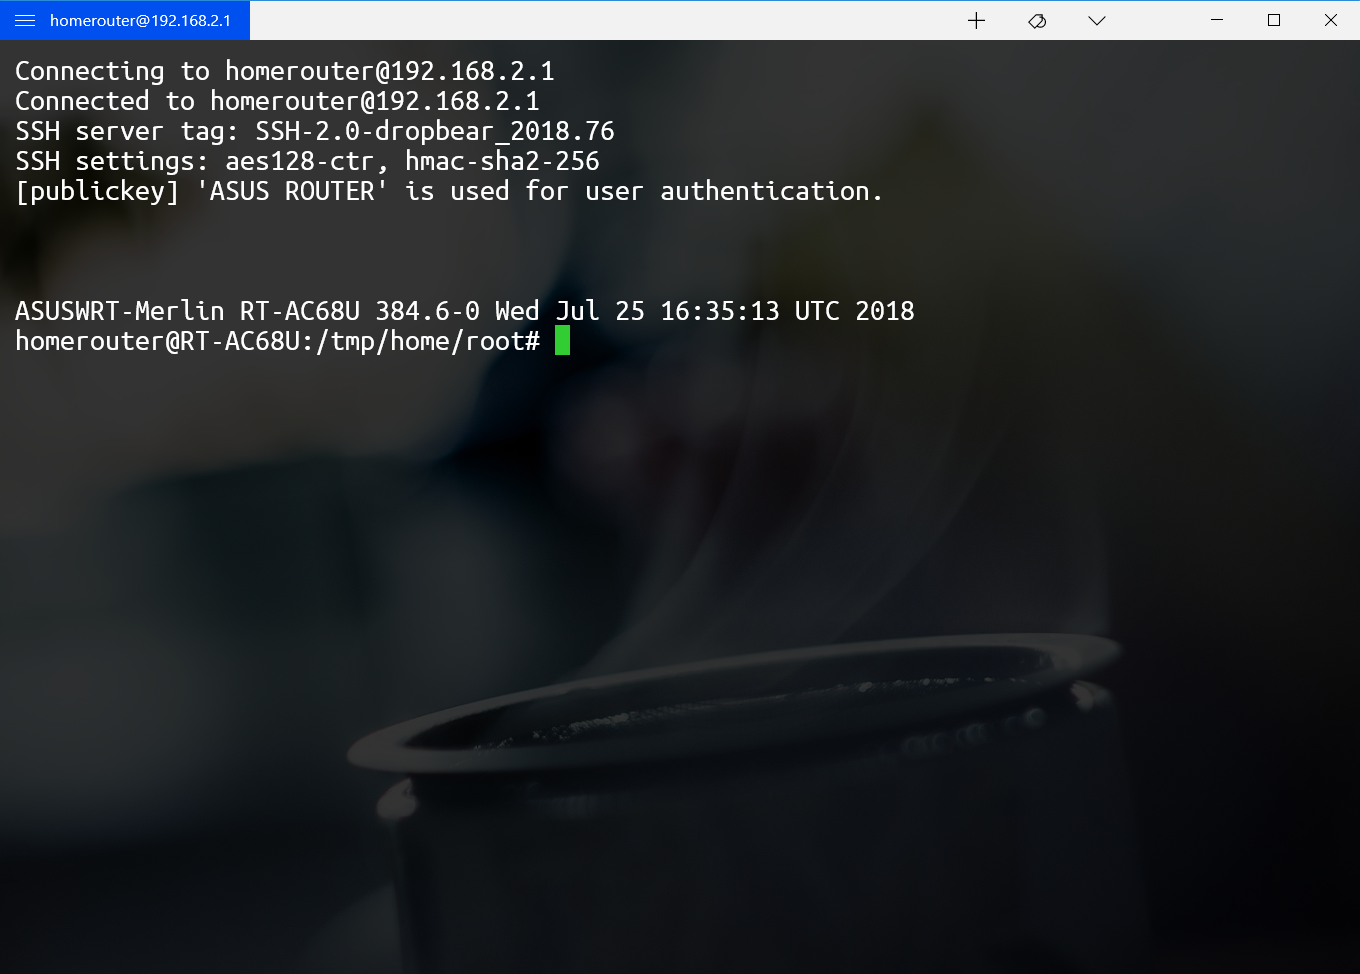 homerouter@192.168.2.1
Connecting to homerouter@192.168.2.1
Connected to homerouter@192.168.2.1
SSH server tag: SSH-2.0-dropbear_2018.76
SSH settings: aes128-ctr, hmac-sha2-256
[publickey] 'ASUS ROUTER' is used for user authentication.
ASUSWRT-Merlin RT-AC68U 384.6-0 Wed Jul 25 16:35:13 UTC 2018
homerouter@RT-AC68U:/tmp/home/root#